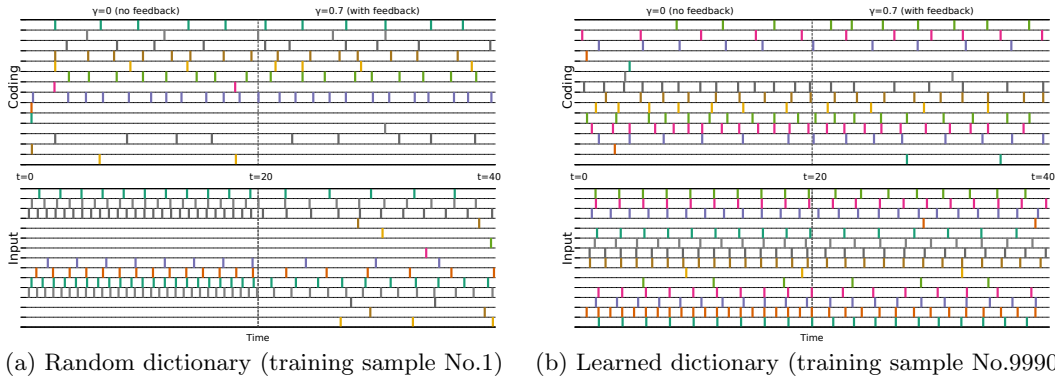 γ=0 (no feedback) γ=0.7 (with feedback)
Coding
t=0 t=20 t=40
Input
Time
(a) Random dictionary (training sample No.1)
γ=0 (no feedback) γ=0.7 (with feedback)
Coding
t=0 t=20 t=40
Input
Time
(b) Learned dictionary (training sample No.9990